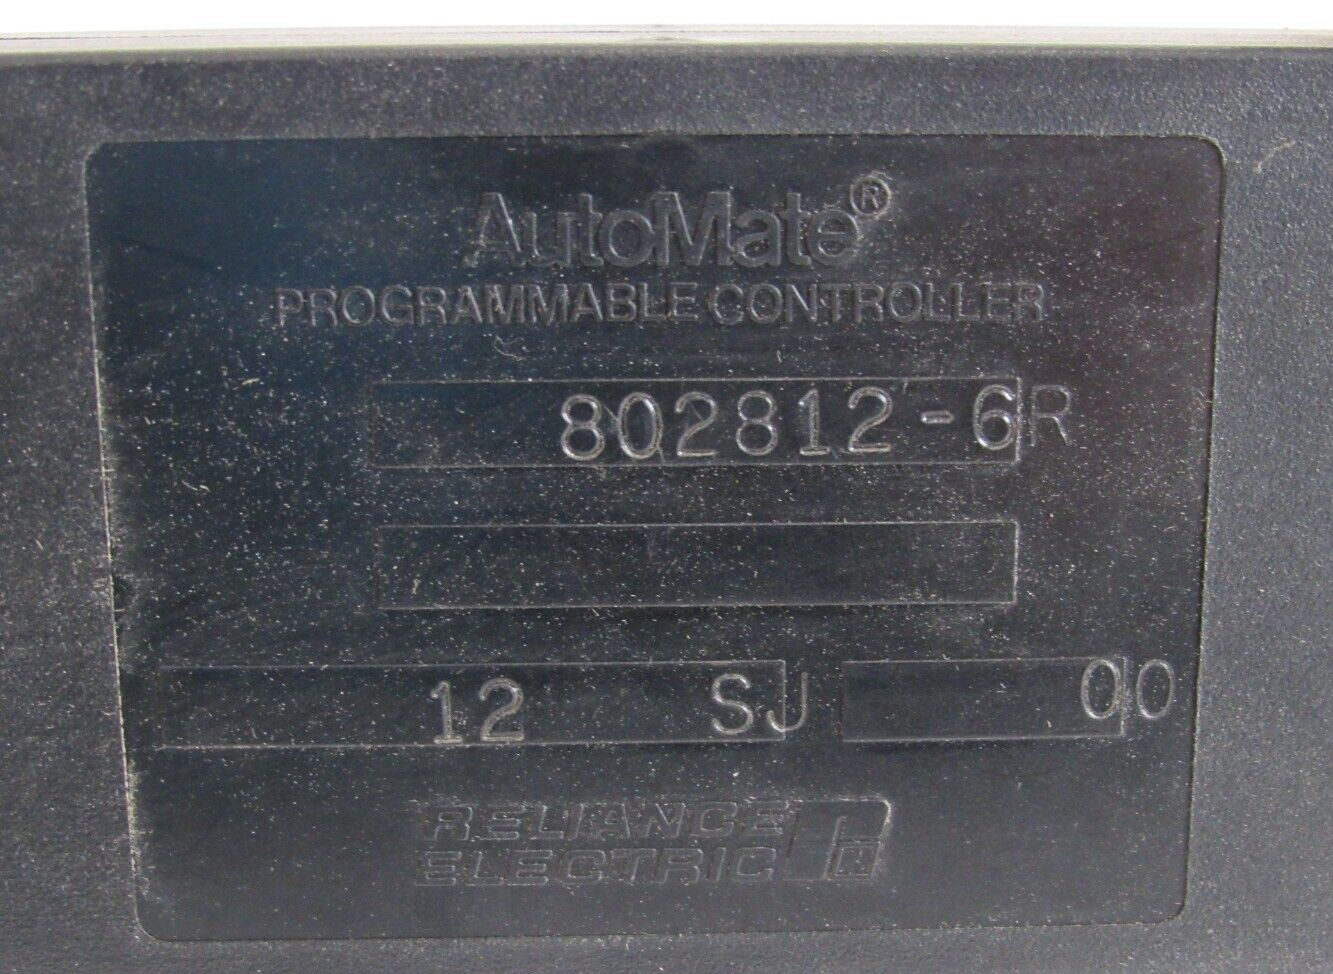 AutoMate®
PROGRAMMABLE CONTROLLER
802812-6R
12 SJ 00
RELIANCE
ELECTRIC